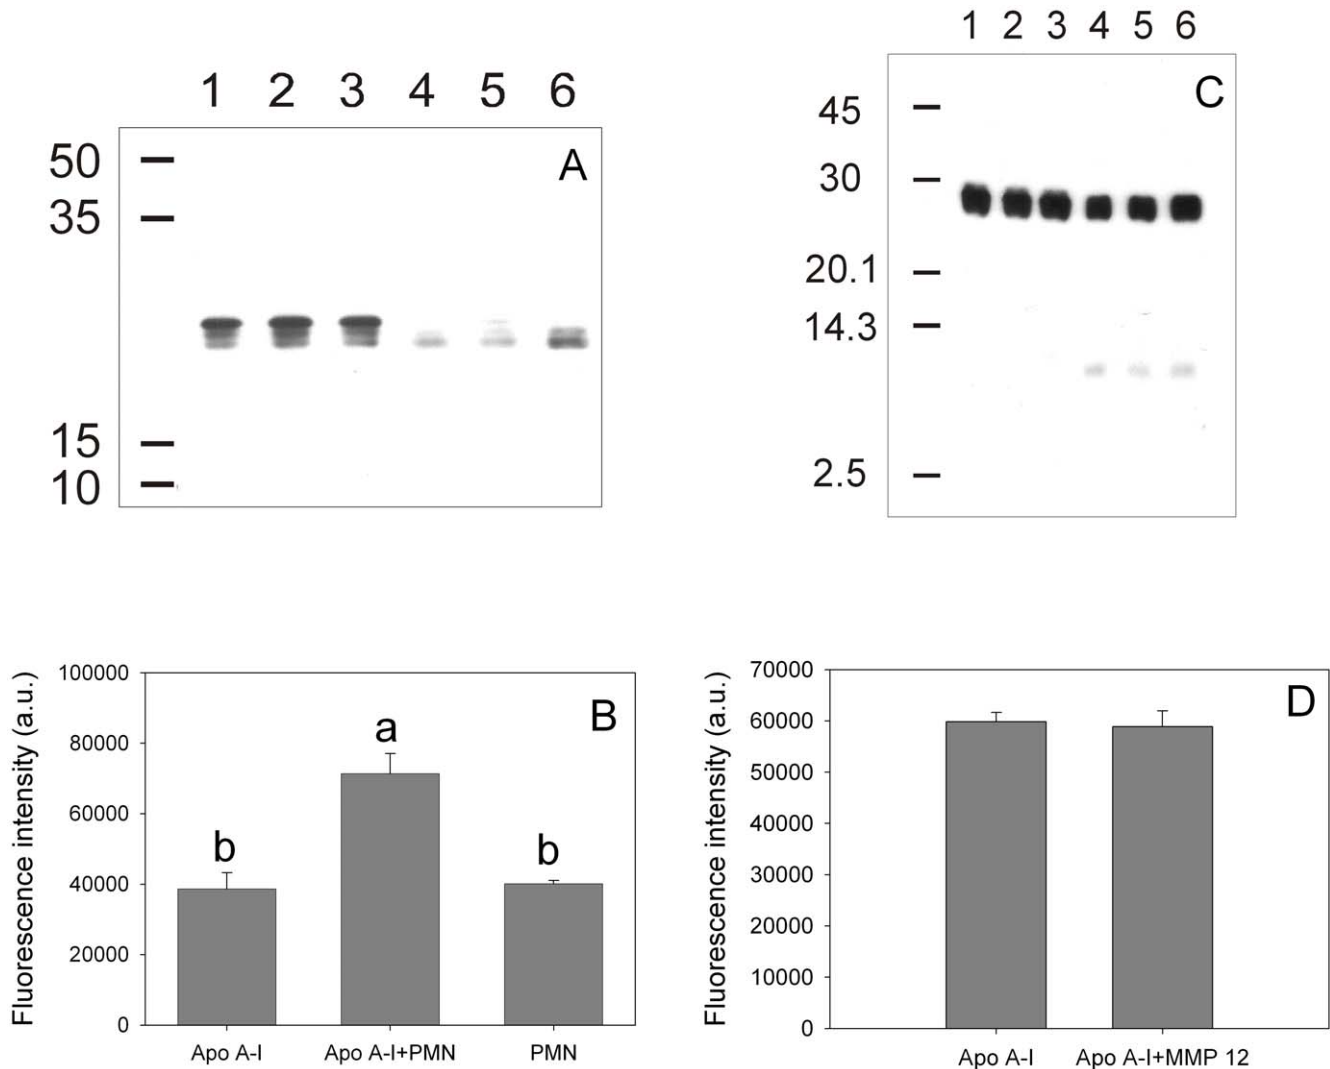 1 2 3 4 5 6
A
50
35
15
10
1 2 3 4 5 6
C
45
30
20.1
14.3
2.5
B
Fluorescence intensity (a.u.)
100000
80000
60000
40000
20000
0
b
a
b
Apo A-I Apo A-I+PMN PMN
D
Fluorescence intensity (a.u.)
70000
60000
50000
40000
30000
20000
10000
0
Apo A-I Apo A-I+MMP 12